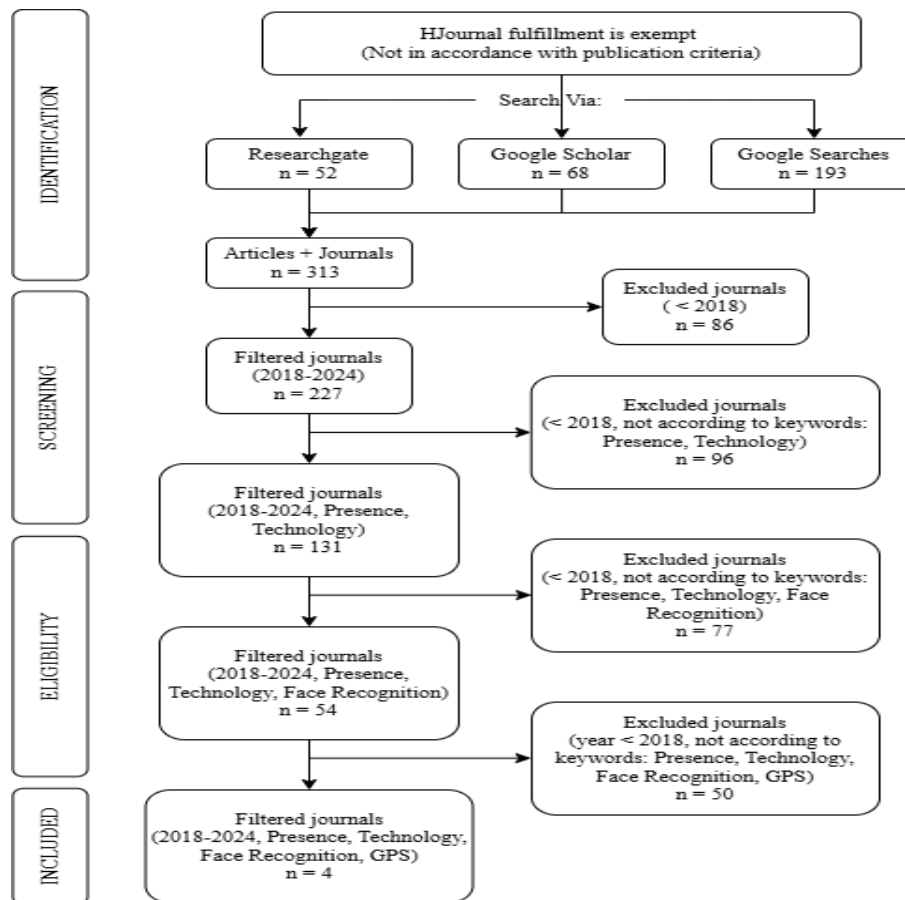 HJournal fulfillment is exempt
(Not in accordance with publication criteria)
Search Via:
Researchgate
n = 52
Google Scholar
n = 68
Google Searches
n = 193
Articles + Journals
n = 313
IDENTIFICATION
Excluded journals
( < 2018)
n = 86
Filtered journals
(2018-2024)
n = 227
Excluded journals
(< 2018, not according to keywords:
Presence, Technology)
n = 96
SCREENING
Filtered journals
(2018-2024, Presence,
Technology)
n = 131
Excluded journals
(< 2018, not according to keywords:
Presence, Technology, Face
Recognition)
n = 77
ELIGIBILITY
Filtered journals
(2018-2024, Presence,
Technology, Face Recognition)
n = 54
Excluded journals
(year < 2018, not according to
keywords: Presence, Technology,
Face Recognition, GPS)
n = 50
INCLUDED
Filtered journals
(2018-2024, Presence, Technology,
Face Recognition, GPS)
n = 4